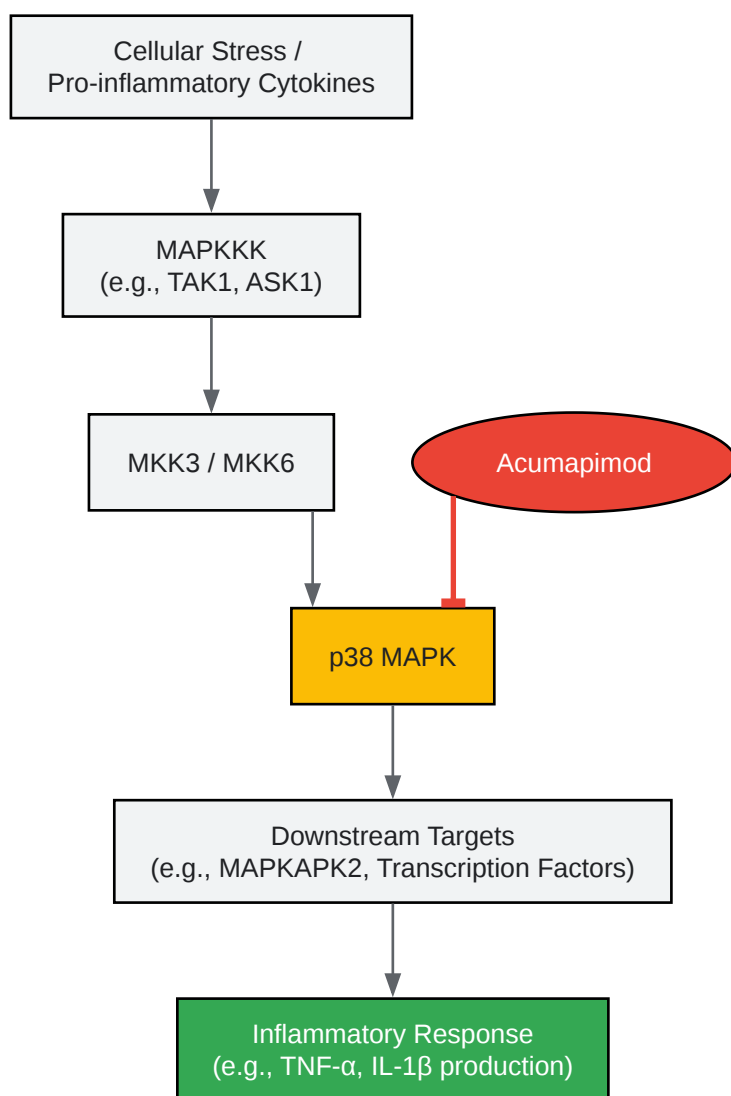 Cellular Stress /
Pro-inflammatory Cytokines
MAPKKK
(e.g., TAK1, ASK1)
MKK3 / MKK6
Acumapimod
p38 MAPK
Downstream Targets
(e.g., MAPKAPK2, Transcription Factors)
Inflammatory Response
(e.g., TNF-α, IL-1β production)